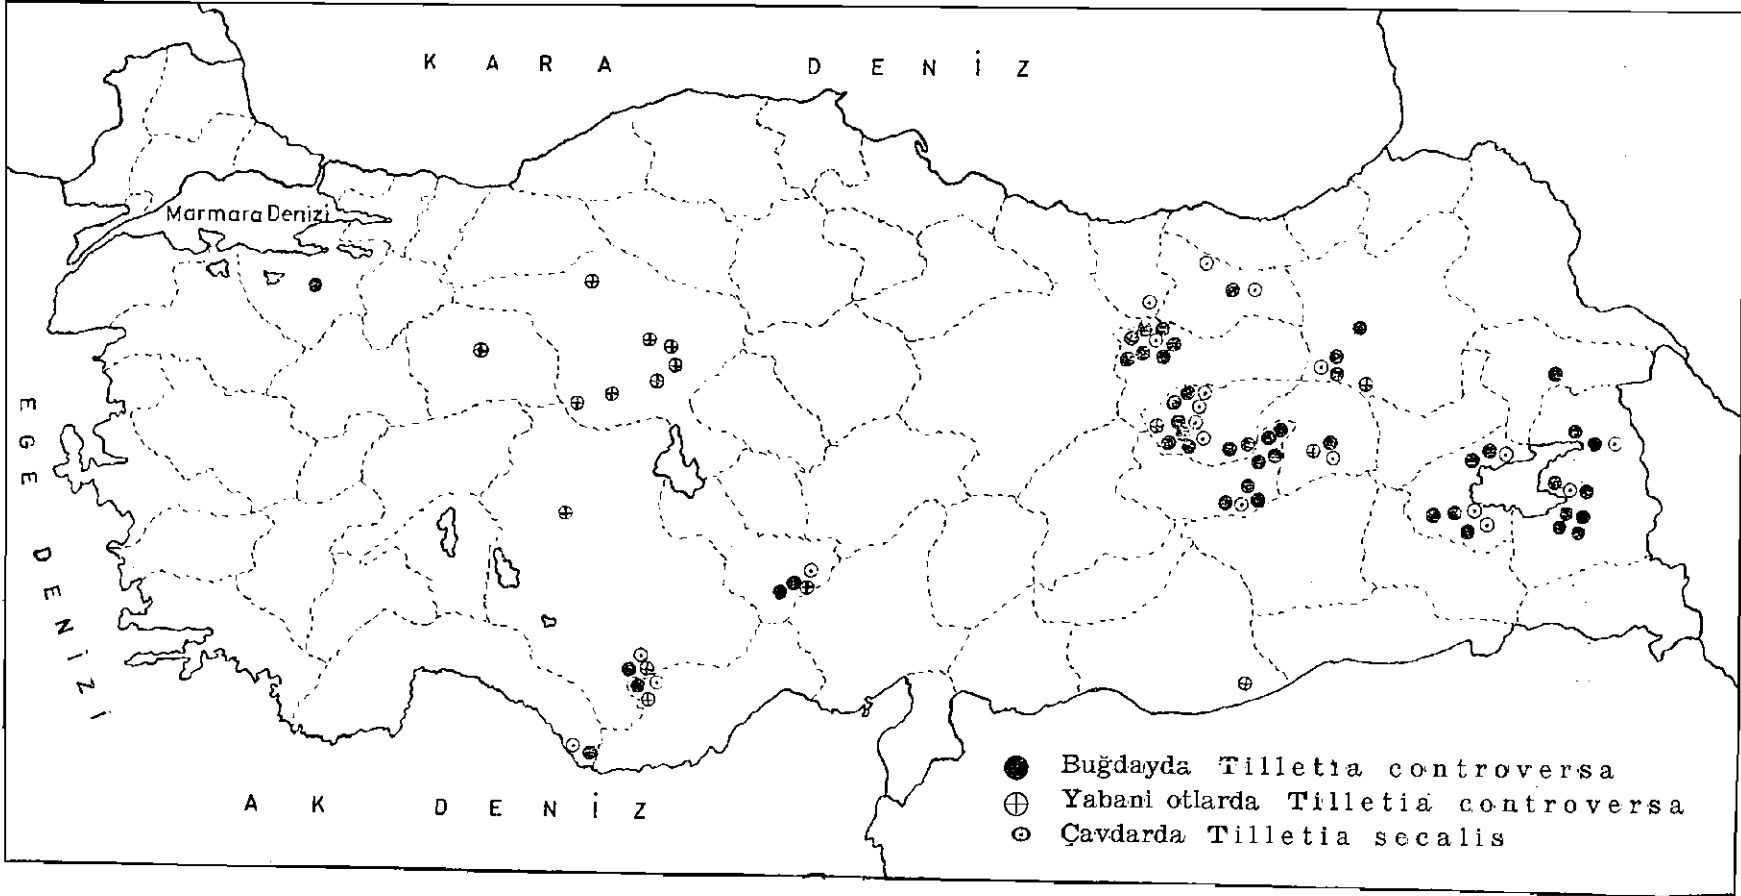 KARA DENİZ
Marmara Denizi
EGE DENİZİ
AK DENİZ
Buğdayda Tilletia controversa
Yabani otlarda Tilletia controversa
Çavdarda Tilletia secalis